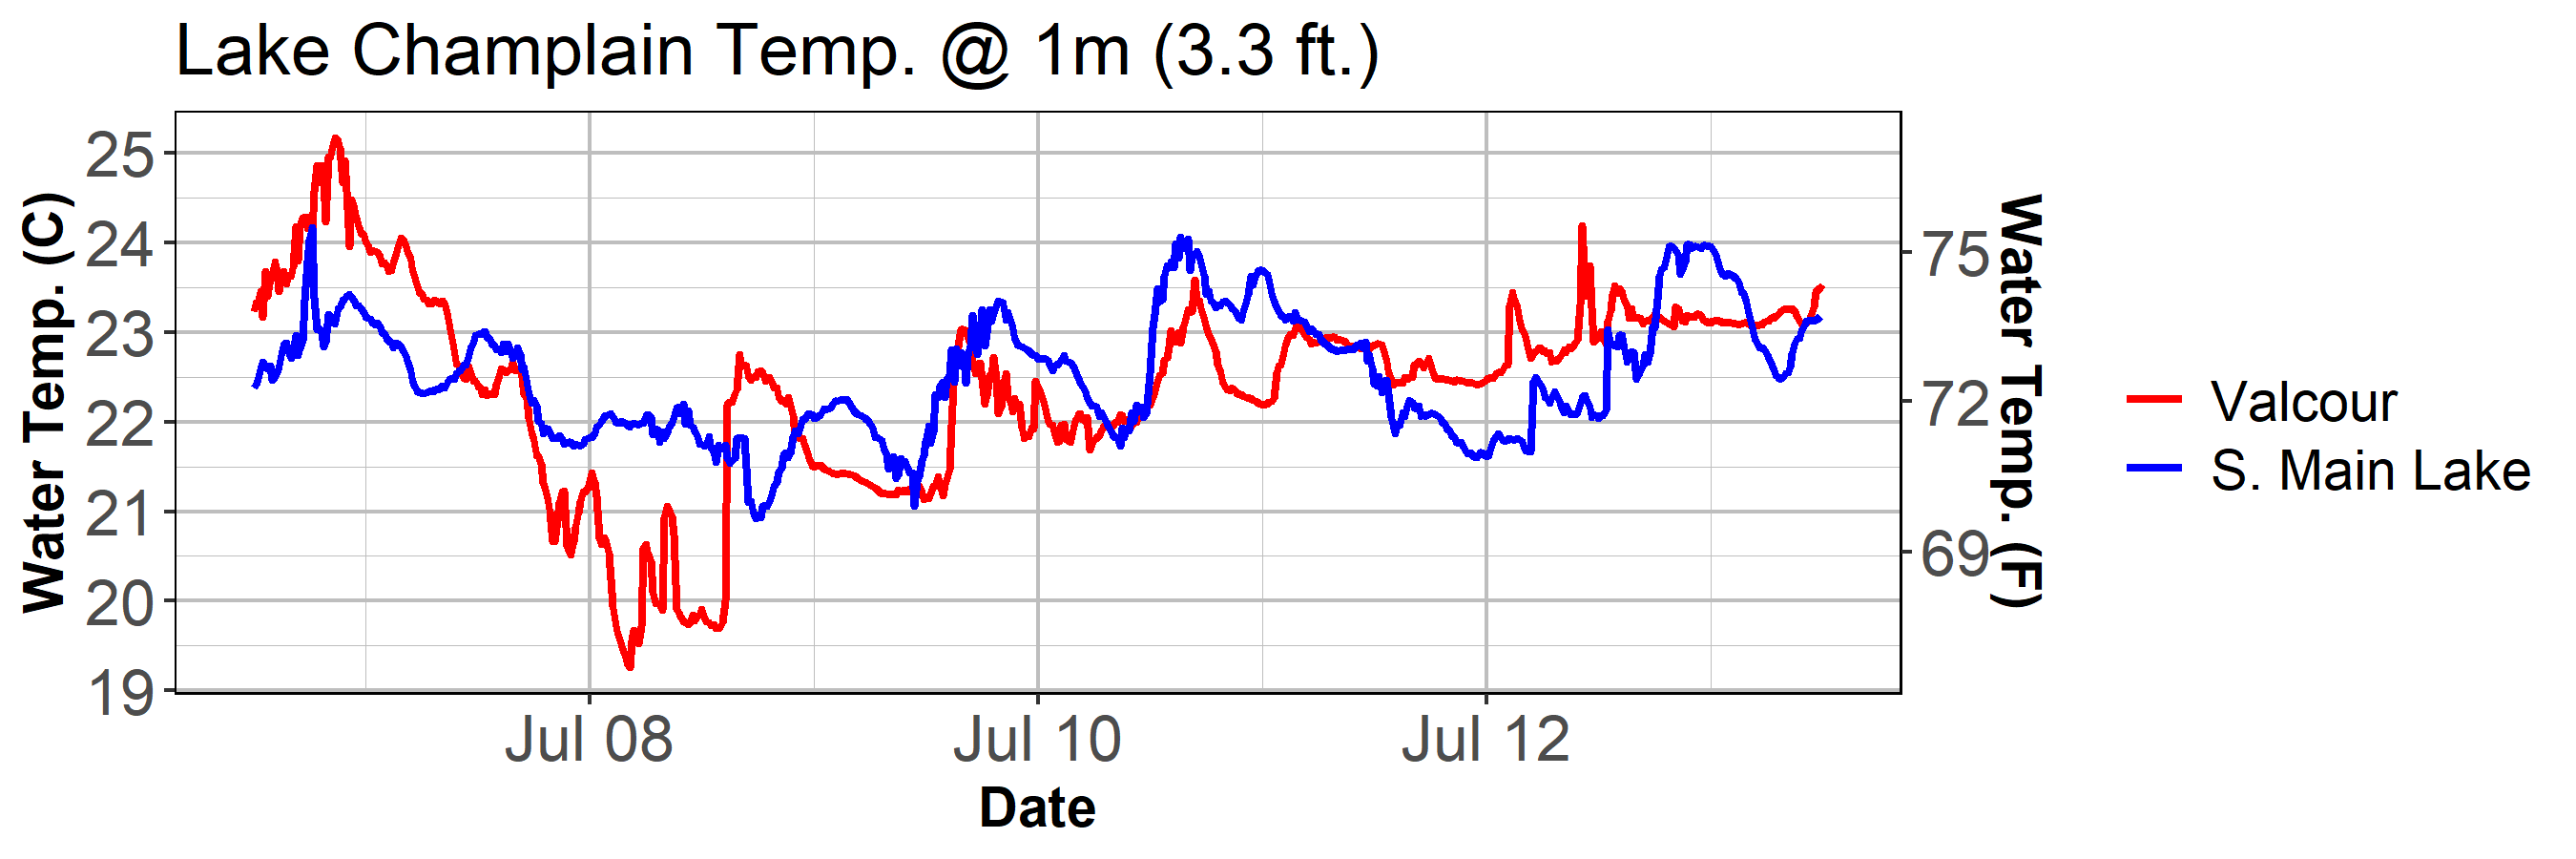 Lake Champlain Temp. @ 1m (3.3 ft.)
Water Temp. (C)
25
24
23
22
21
20
19
75
72
69
Water Temp. (F)
Jul 08
Jul 10
Jul 12
Date
Valcour
S. Main Lake